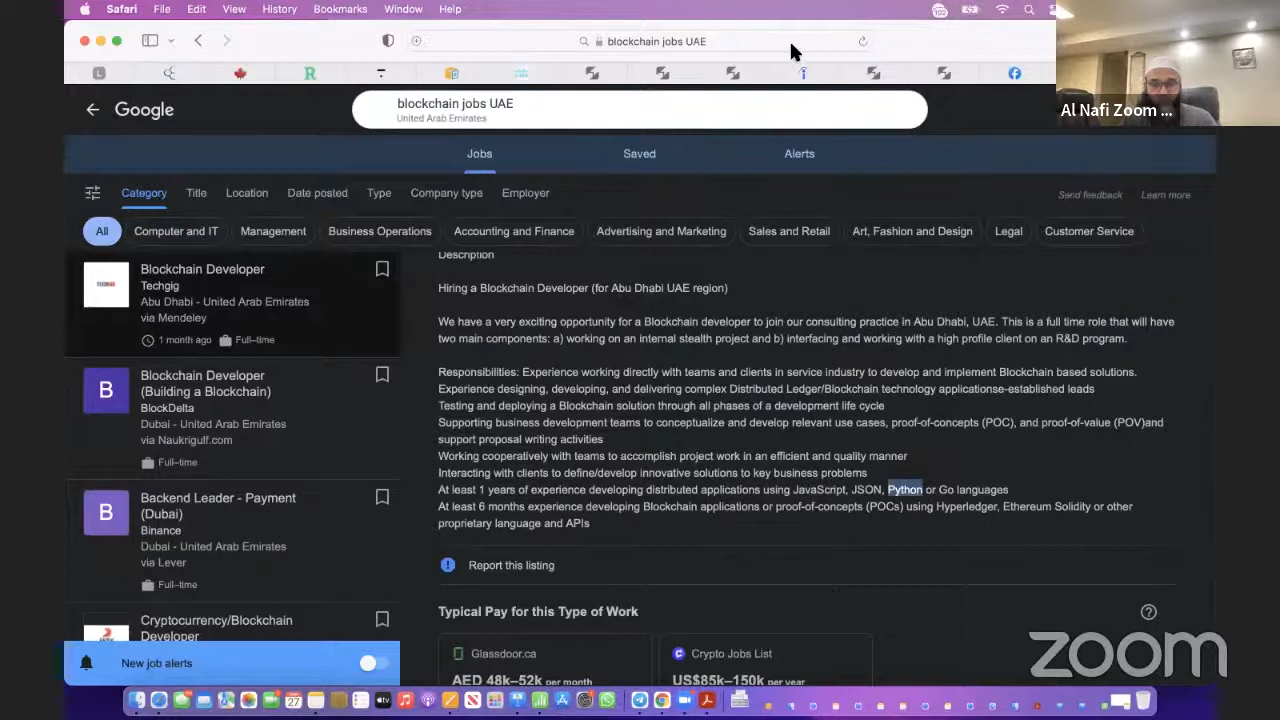 Safari File Edit View History Bookmarks Window Help
blockchain jobs UAE
Al Nafi Zoom ...
Google
blockchain jobs UAE
United Arab Emirates
Jobs Saved Alerts
Category Title Location Date posted Type Company type Employer
Send feedback Learn more
All Computer and IT Management Business Operations Accounting and Finance Advertising and Marketing Sales and Retail Art, Fashion and Design Legal Customer Service
Blockchain Developer
Techgig
Abu Dhabi - United Arab Emirates
via Mendeley
1 month ago Full-time
B
Blockchain Developer
(Building a Blockchain)
BlockDelta
Dubai - United Arab Emirates
via Naukrigulf.com
Full-time
B
Backend Leader - Payment
(Dubai)
Binance
Dubai - United Arab Emirates
via Lever
Full-time
Cryptocurrency/Blockchain
Developer
New job alerts
Description
Hiring a Blockchain Developer (for Abu Dhabi UAE region)
We have a very exciting opportunity for a Blockchain developer to join our consulting practice in Abu Dhabi, UAE. This is a full time role that will have
two main components: a) working on an internal stealth project and b) interfacing and working with a high profile client on an R&D program.
Responsibilities: Experience working directly with teams and clients in service industry to develop and implement Blockchain based solutions.
Experience designing, developing, and delivering complex Distributed Ledger/Blockchain technology applicationse-established leads
Testing and deploying a Blockchain solution through all phases of a development life cycle
Supporting business development teams to conceptualize and develop relevant use cases, proof-of-concepts (POC), and proof-of-value (POV)and
support proposal writing activities
Working cooperatively with teams to accomplish project work in an efficient and quality manner
Interacting with clients to define/develop innovative solutions to key business problems
At least 1 years of experience developing distributed applications using JavaScript, JSON, Python or Go languages
At least 6 months experience developing Blockchain applications or proof-of-concepts (POCs) using Hyperledger, Ethereum Solidity or other
proprietary language and APIs
Report this listing
Typical Pay for this Type of Work
Glassdoor.ca
AED 48k–52k per month
Crypto Jobs List
US$85k–150k per year
zoom
27